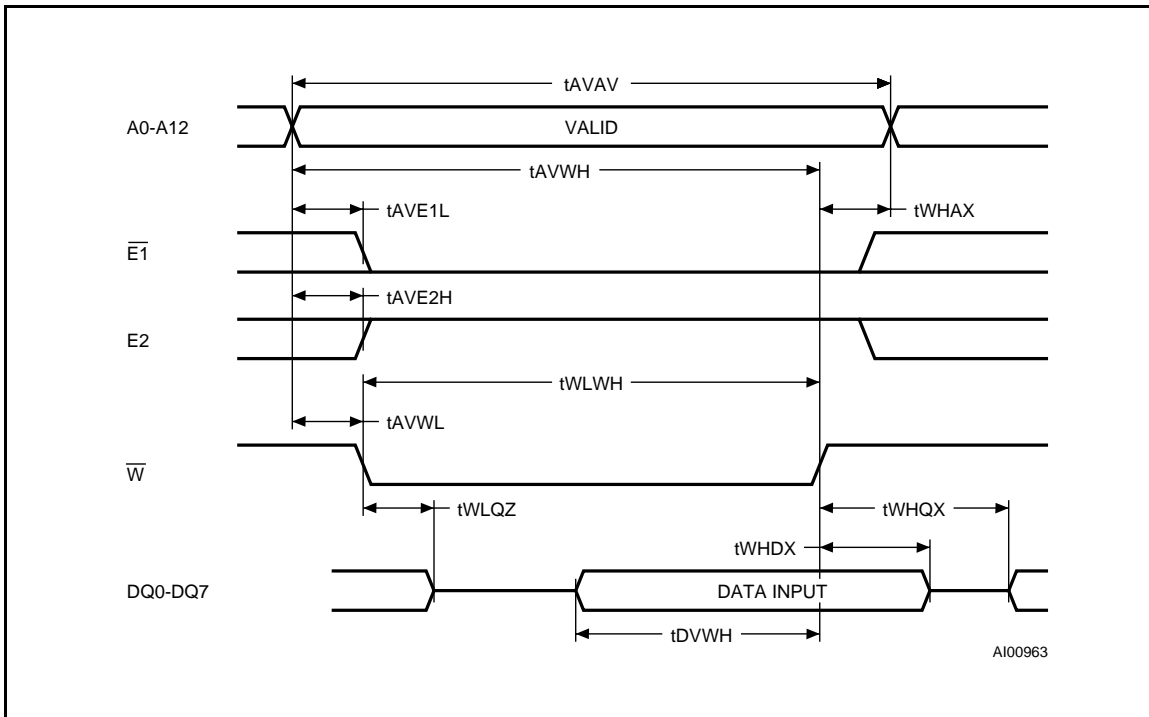 tAVAV
A0-A12
VALID
tAVWH
tAVE1L
tWHAX
E1
tAVE2H
E2
tWLWH
tAVWL
W
tWLQZ
tWHQX
tWHDX
DQ0-DQ7
DATA INPUT
tDVWH
AI00963